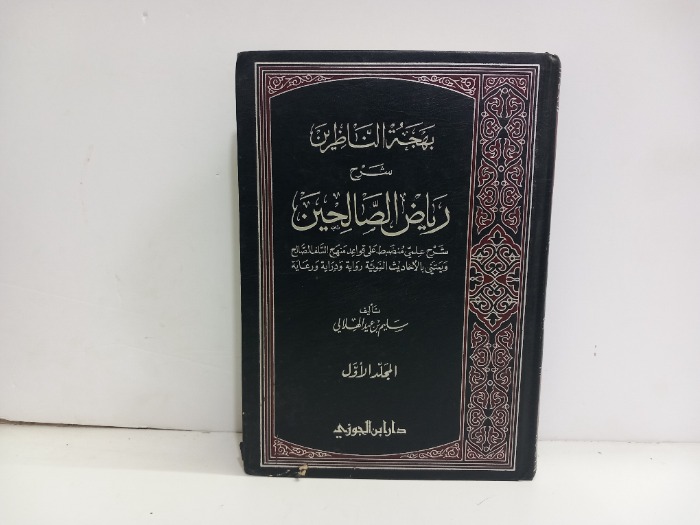 بهجة الناظرين
شرح
رياض الصالحين
شرح علمي منضبط على قواعد منهج السلف الصالح
ويعتني بالأحاديث النبوية رواية ودراية ورعاية
تأليف
سليم بن عيد الهلالي
المجلد الأول
دار ابن الجوزي